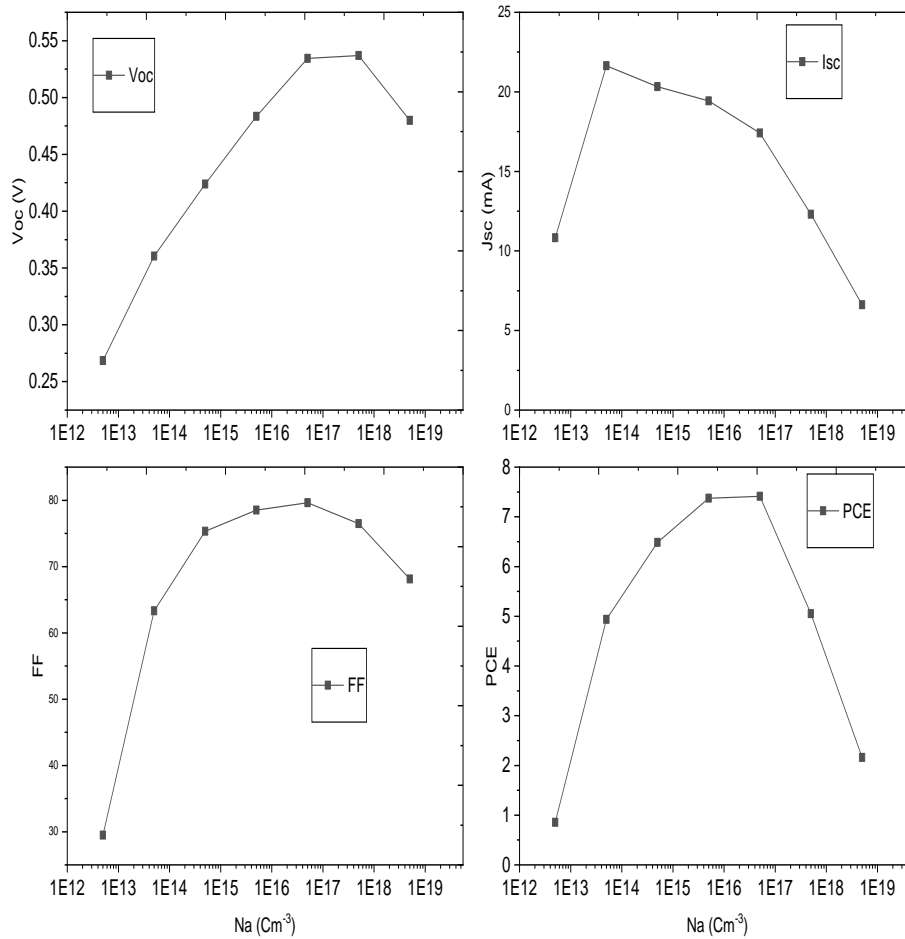 0.55
0.50
0.45
0.40
0.35
0.30
0.25
Voc (V)
Voc
1E12 1E13 1E14 1E15 1E16 1E17 1E18 1E19
25
20
15
10
5
0
Jsc (mA)
Isc
1E12 1E13 1E14 1E15 1E16 1E17 1E18 1E19
80
70
60
50
40
30
FF
FF
1E12 1E13 1E14 1E15 1E16 1E17 1E18 1E19
Na (Cm⁻³)
8
7
6
5
4
3
2
1
0
PCE
PCE
1E12 1E13 1E14 1E15 1E16 1E17 1E18 1E19
Na (Cm⁻³)